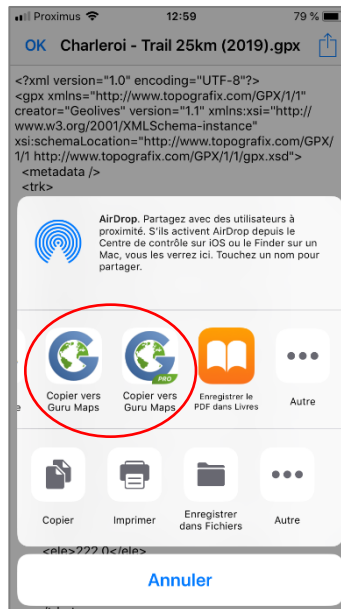 Proximus 12:59 79 %
OK Charleroi - Trail 25km (2019).gpx
<?xml version="1.0" encoding="UTF-8"?>
<gpx xmlns="http://www.topografix.com/GPX/1/1"
creator="Geolives" version="1.1" xmlns:xsi="http://
www.w3.org/2001/XMLSchema-instance"
xsi:schemaLocation="http://www.topografix.com/GPX/
1/1 http://www.topografix.com/GPX/1/1/gpx.xsd">
<metadata />
<trk>
AirDrop. Partagez avec des utilisateurs à
proximité. S'ils activent AirDrop depuis le
Centre de contrôle sur iOS ou le Finder sur un
Mac, vous les verrez ici. Touchez un nom pour
partager.
PRO
e
Copier vers
Guru Maps
Copier vers
Guru Maps
Enregistrer le
PDF dans Livres
Autre
Copier
Imprimer
Enregistrer
dans Fichiers
Autre
<ele>222.0</ele>
Annuler